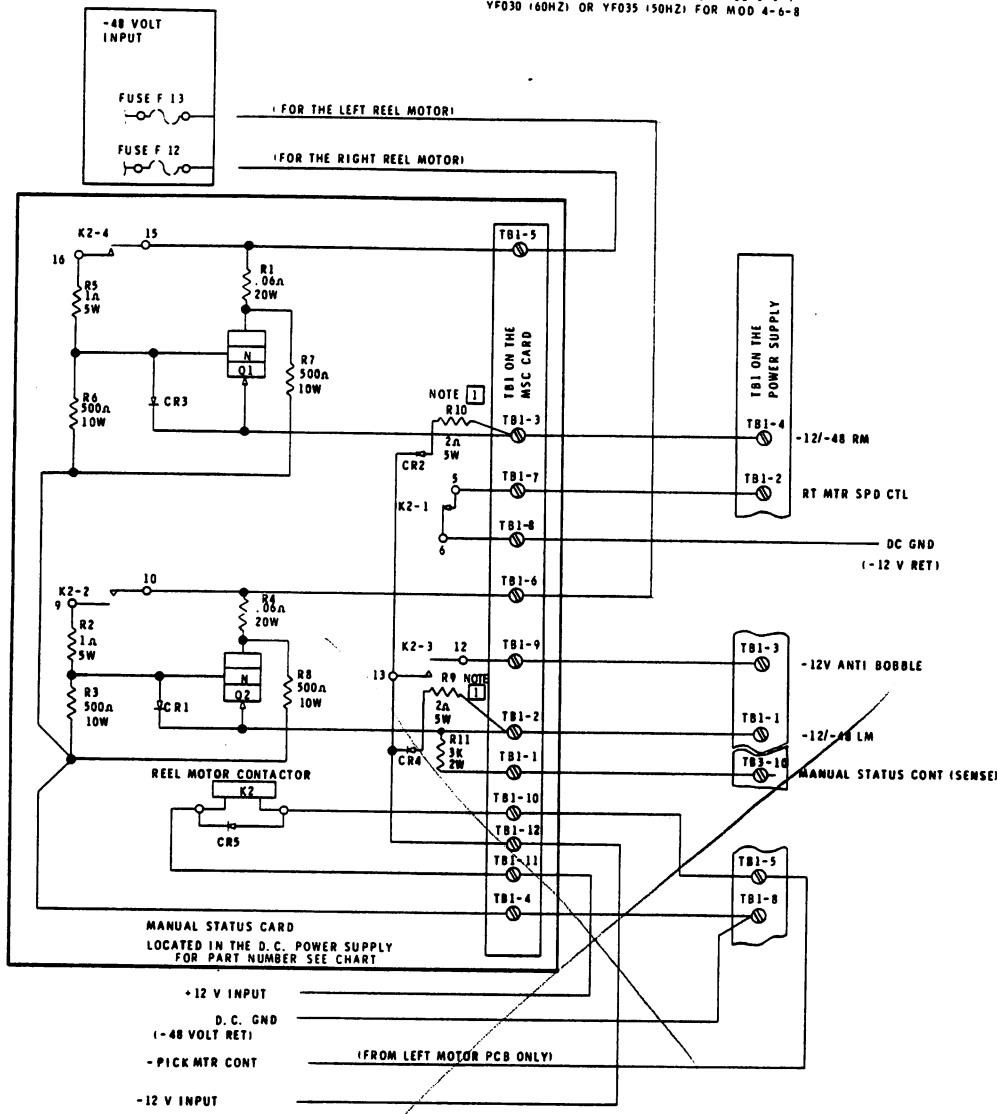 YF030 (60HZ) OR YF035 (50HZ) FOR MOD 4-6-8
-48 VOLT
INPUT
FUSE F 13
(FOR THE LEFT REEL MOTOR)
FUSE F 12
(FOR THE RIGHT REEL MOTOR)
K2-4
15
16
TB1-5
R1
.06Ω
20W
R5
1Ω
5W
N
Q1
R7
500Ω
10W
CR3
R6
500Ω
10W
TB1 ON THE
MSC CARD
TB1 ON THE
POWER SUPPLY
NOTE 1
R10
2Ω
5W
TB1-3
TB1-4
-12/-48 RM
CR2
5
TB1-7
TB1-2
RT MTR SPD CTL
K2-1
6
TB1-8
DC GND
(-12 V RET)
K2-2
10
9
TB1-6
R4
.06Ω
20W
R2
1Ω
5W
N
Q2
R8
500Ω
10W
R3
500Ω
10W
CR1
K2-3
12
TB1-9
TB1-3
-12V ANTI BOBBLE
13
R9
NOTE
1
2Ω
5W
TB1-2
TB1-1
-12/-48 LM
R11
3K
2W
CR4
TB1-1
TB3-10
MANUAL STATUS CONT (SENSE)
REEL MOTOR CONTACTOR
K2
CR5
TB1-10
TB1-12
TB1-11
TB1-4
TB1-5
TB1-8
MANUAL STATUS CARD
LOCATED IN THE D.C. POWER SUPPLY
FOR PART NUMBER SEE CHART
+12 V INPUT
D.C. GND
(-48 VOLT RET)
-PICK MTR CONT
(FROM LEFT MOTOR PCB ONLY)
-12 V INPUT